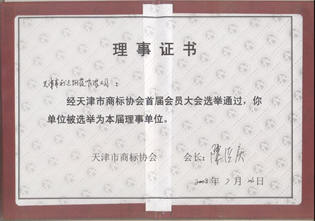 理事证书
经天津市商标协会首届会员大会选举通过，你
单位被选举为本届理事单位。
天津市商标协会 会长：
月 日